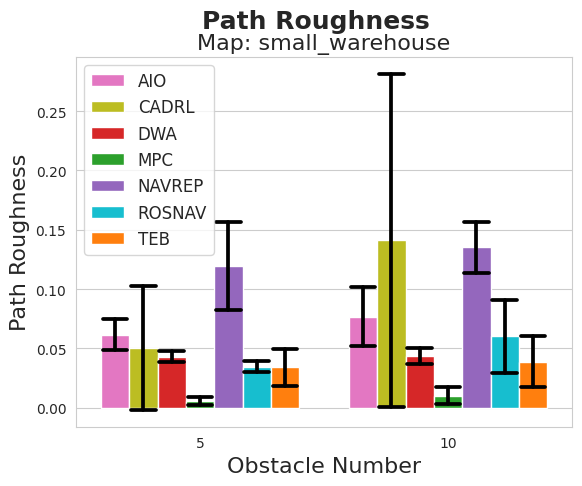 Path Roughness
Map: small_warehouse
AIO
CADRL
DWA
MPC
NAVREP
ROSNAV
TEB
Path Roughness
0.25
0.20
0.15
0.10
0.05
0.00
5
10
Obstacle Number